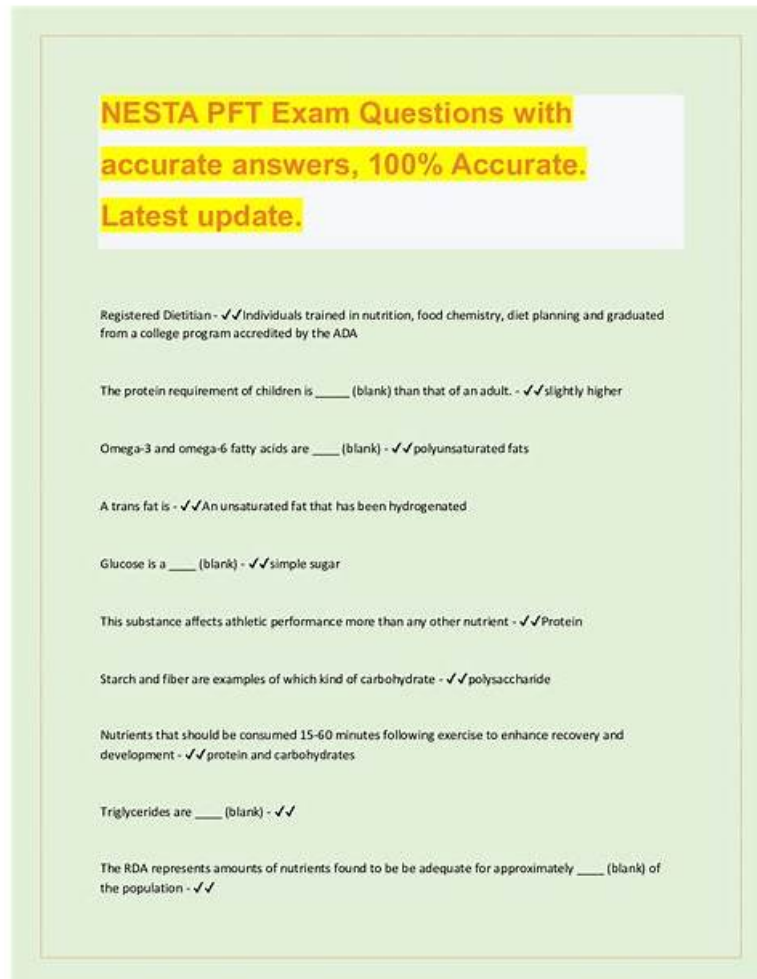 NESTA PFT Exam Questions with
accurate answers, 100% Accurate.
Latest update.
Registered Dietitian - ✓✓Individuals trained in nutrition, food chemistry, diet planning and graduated
from a college program accredited by the ADA
The protein requirement of children is _____ (blank) than that of an adult. - ✓✓slightly higher
Omega-3 and omega-6 fatty acids are ____ (blank) - ✓✓polyunsaturated fats
A trans fat is - ✓✓An unsaturated fat that has been hydrogenated
Glucose is a ____ (blank) - ✓✓simple sugar
This substance affects athletic performance more than any other nutrient - ✓✓Protein
Starch and fiber are examples of which kind of carbohydrate - ✓✓polysaccharide
Nutrients that should be consumed 15-60 minutes following exercise to enhance recovery and
development - ✓✓protein and carbohydrates
Triglycerides are ____ (blank) - ✓✓
The RDA represents amounts of nutrients found to be be adequate for approximately ____ (blank) of
the population - ✓✓